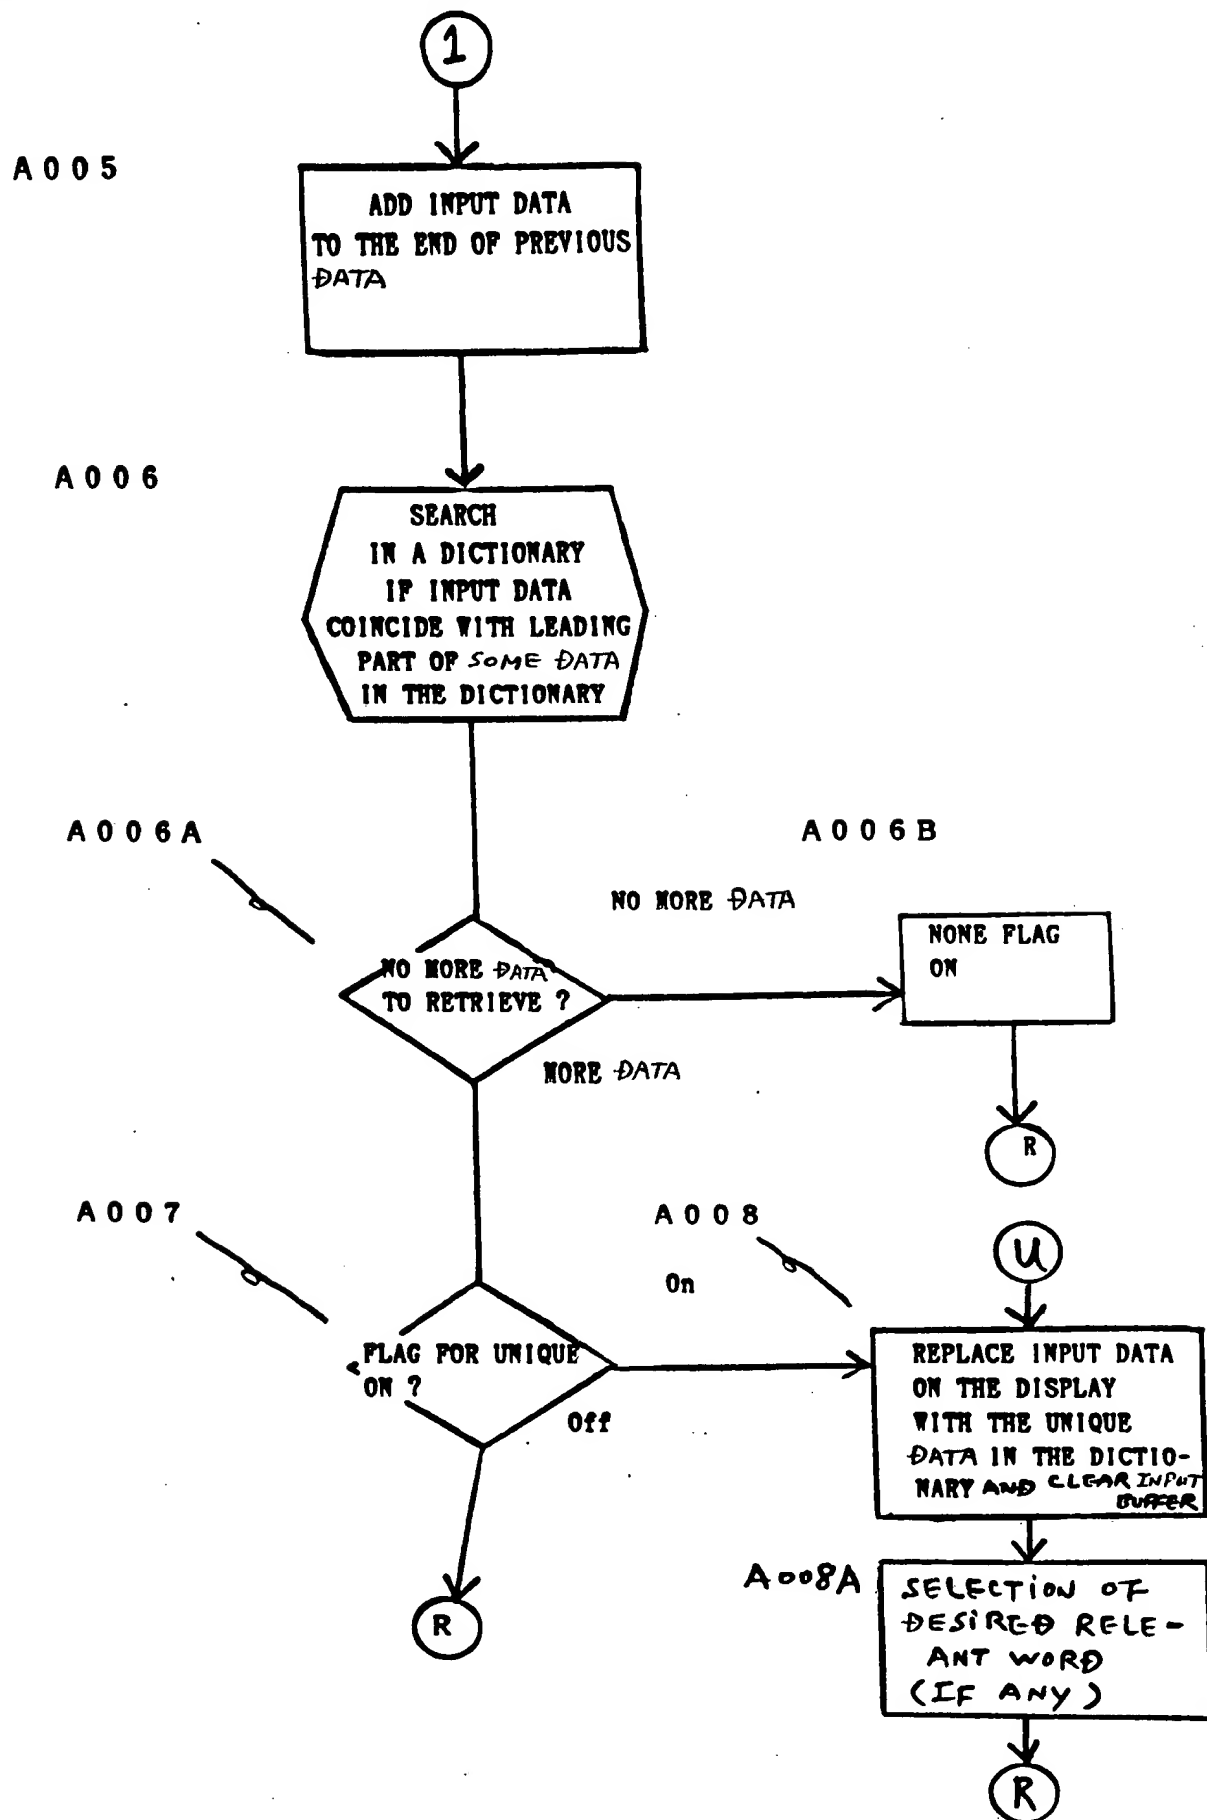 1
A005
ADD INPUT DATA
TO THE END OF PREVIOUS
DATA
A006
SEARCH
IN A DICTIONARY
IF INPUT DATA
COINCIDE WITH LEADING
PART OF SOME DATA
IN THE DICTIONARY
A006A
A006B
NO MORE DATA
NONE FLAG
ON
NO MORE DATA
TO RETRIEVE ?
MORE DATA
R
A007
A008
U
On
FLAG FOR UNIQUE
ON ?
Off
REPLACE INPUT DATA
ON THE DISPLAY
WITH THE UNIQUE
DATA IN THE DICTIO-
NARY AND CLEAR INPUT
BUFFER
A008A
SELECTION OF
DESIRED RELE-
ANT WORD
(IF ANY)
R
R